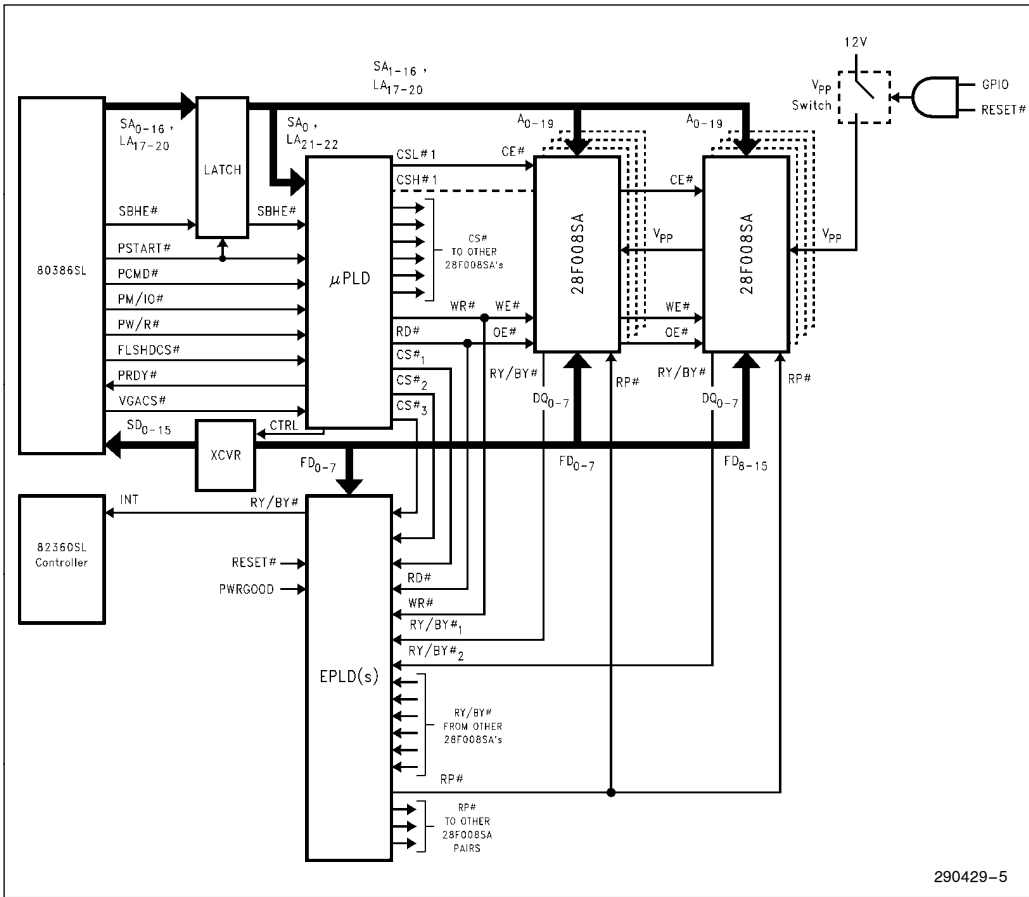 12V
SA1-16 ,
LA17-20
GPIO
VPP
Switch
RESET#
SA0-16 ,
LA17-20
SA0 ,
LA21-22
A0-19
A0-19
LATCH
CSL#1
CE#
CSH#1
CE#
SBHE#
SBHE#
CS#
TO OTHER
28F008SA's
28F008SA
28F008SA
PSTART#
VPP
VPP
80386SL
μPLD
PCMD#
PM/IO#
WR#
WE#
WE#
PW/R#
RD#
OE#
OE#
FLSHDCS#
CS#1
RY/BY#
RP#
RY/BY#
RP#
PRDY#
CS#2
DQ0-7
DQ0-7
VGACS#
CS#3
SD0-15
CTRL
XCVR
FD0-7
FD0-7
FD8-15
INT
RY/BY#
82360SL
Controller
RESET#
RD#
PWRGOOD
WR#
RY/BY#1
RY/BY#2
EPLD(s)
RY/BY#
FROM OTHER
28F008SA's
RP#
RP#
TO OTHER
28F008SA
PAIRS
290429-5